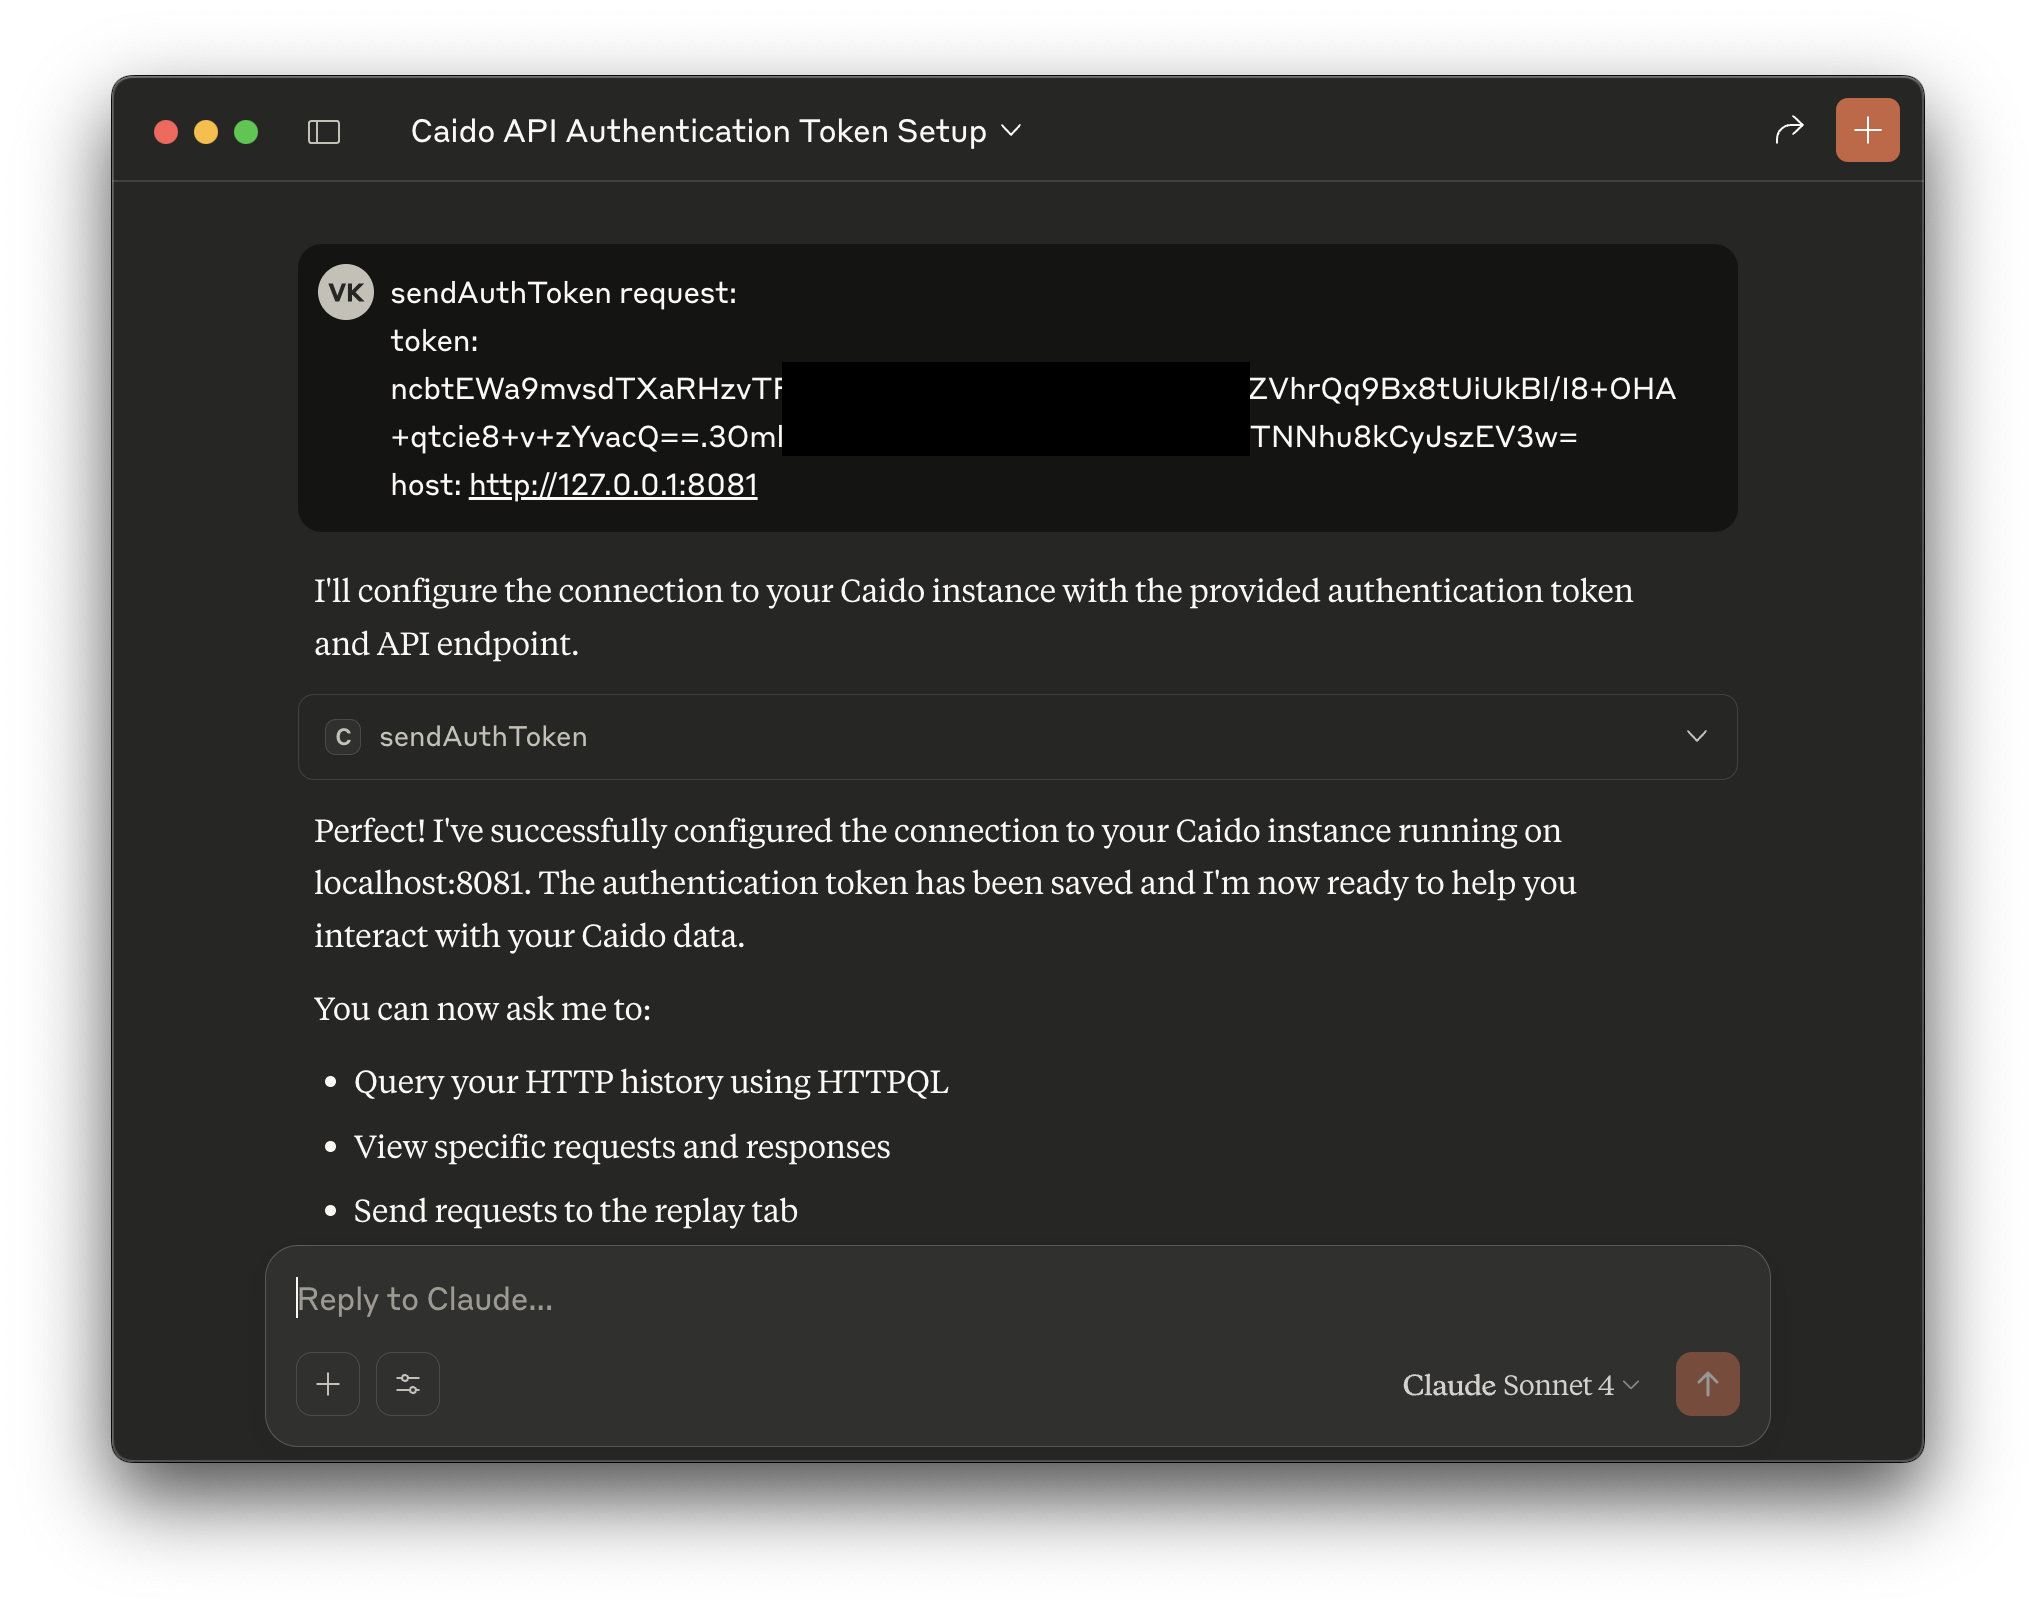 Caido API Authentication Token Setup
VK
sendAuthToken request:
token:
ncbtEWa9mvsdTXaRHzvTF ZVhrQq9Bx8tUiUkBl/I8+OHA
+qtcie8+v+zYvacQ==.3Oml TNNhu8kCyJszEV3w=
host: http://127.0.0.1:8081
I'll configure the connection to your Caido instance with the provided authentication token
and API endpoint.
C sendAuthToken
Perfect! I've successfully configured the connection to your Caido instance running on
localhost:8081. The authentication token has been saved and I'm now ready to help you
interact with your Caido data.
You can now ask me to:
• Query your HTTP history using HTTPQL
• View specific requests and responses
• Send requests to the replay tab
Reply to Claude...
Claude Sonnet 4